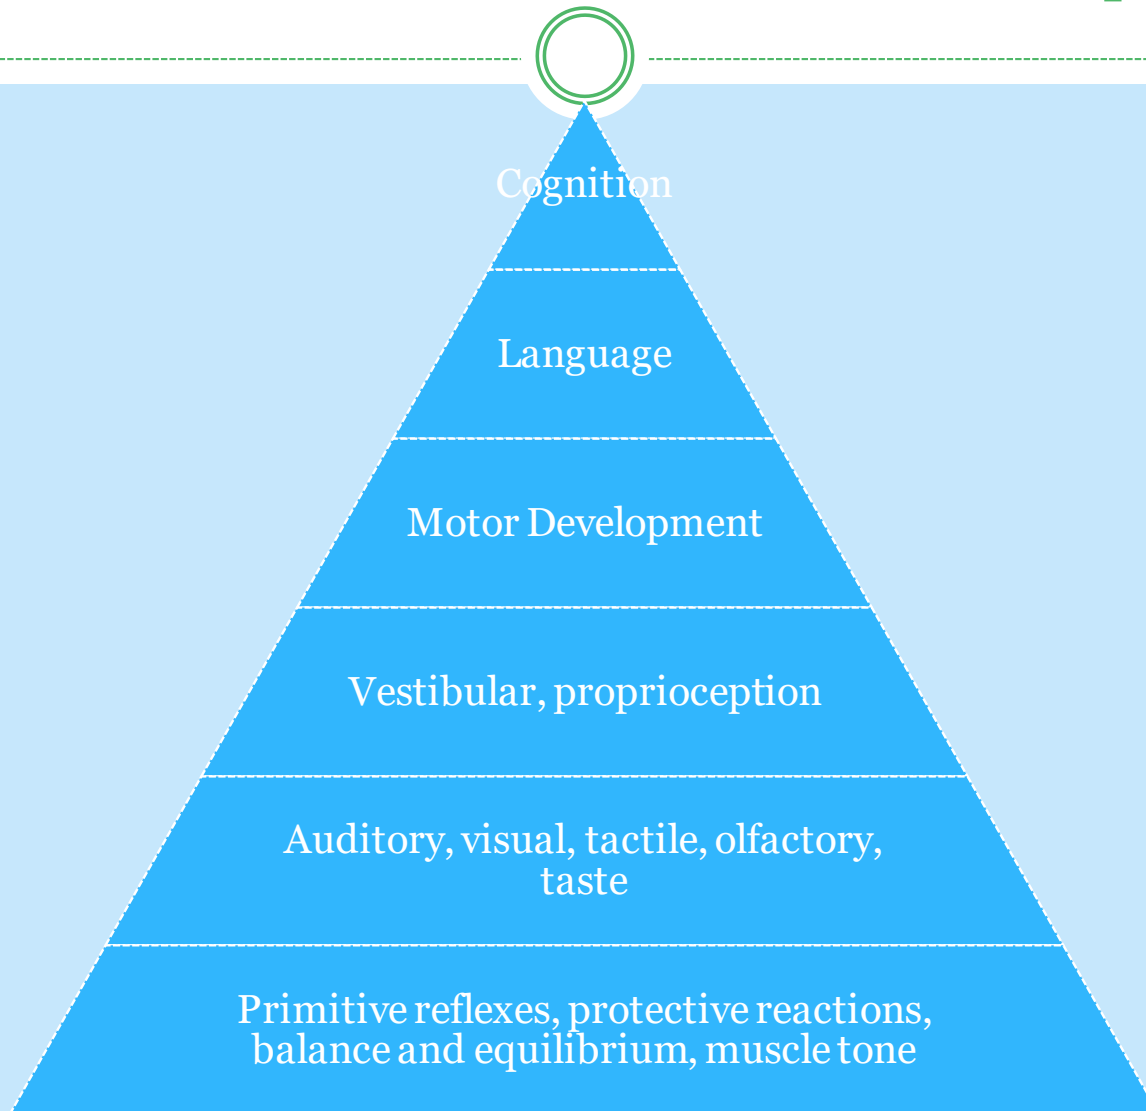 Cognition
Language
Motor Development
Vestibular, proprioception
Auditory, visual, tactile, olfactory,
taste
Primitive reflexes, protective reactions,
balance and equilibrium, muscle tone